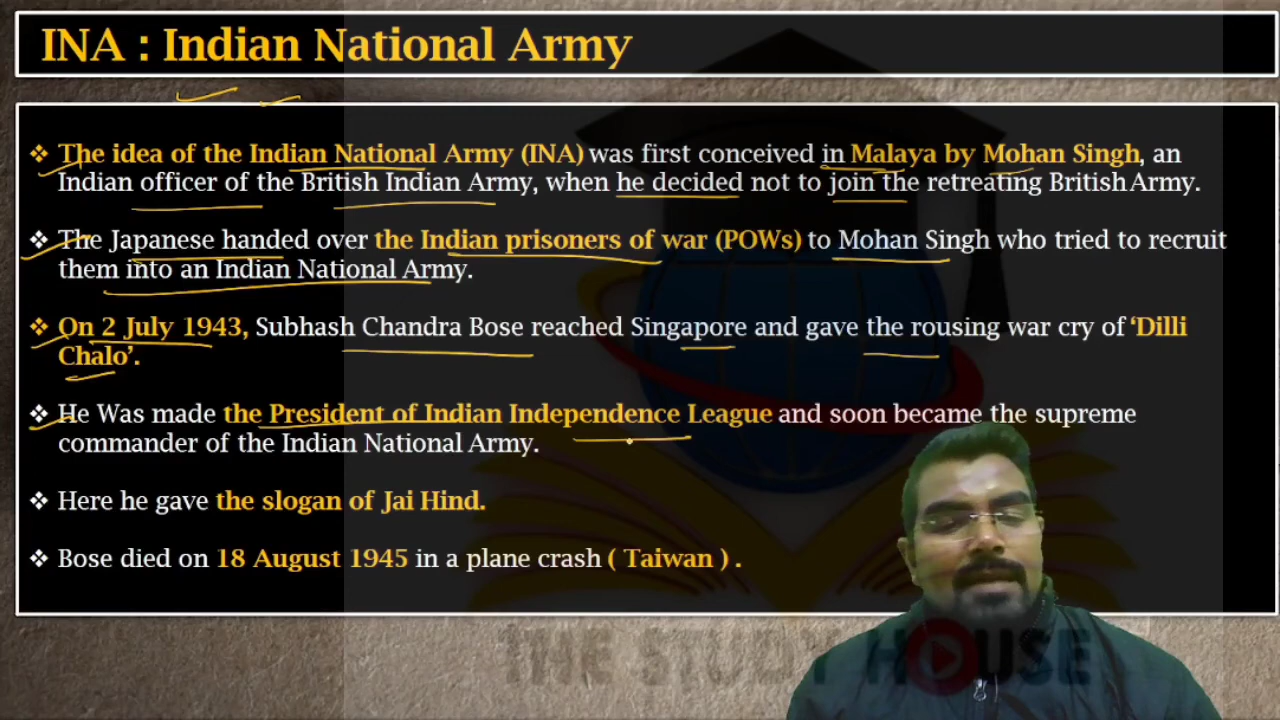 INA : Indian National Army
❖ The idea of the Indian National Army (INA) was first conceived in Malaya by Mohan Singh, an
Indian officer of the British Indian Army, when he decided not to join the retreating British Army.
❖ The Japanese handed over the Indian prisoners of war (POWs) to Mohan Singh who tried to recruit
them into an Indian National Army.
❖ On 2 July 1943, Subhash Chandra Bose reached Singapore and gave the rousing war cry of ‘Dilli
Chalo’.
❖ He Was made the President of Indian Independence League and soon became the supreme
commander of the Indian National Army.
❖ Here he gave the slogan of Jai Hind.
❖ Bose died on 18 August 1945 in a plane crash ( Taiwan ) .
THE STUDY HOUSE